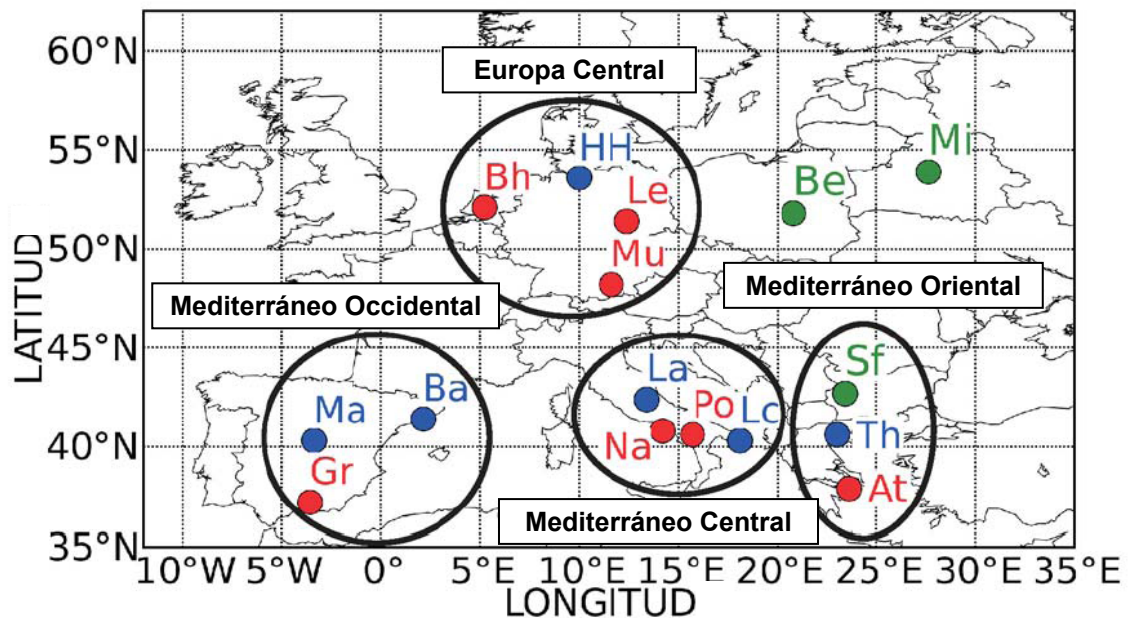 60°N
55°N
50°N
45°N
40°N
35°N
LATITUD
Europa Central
HH
Bh
Le
Mu
Mi
Be
Mediterráneo Occidental
Mediterráneo Oriental
Ma
Ba
Gr
La
Po
Lc
Na
Sf
Th
At
Mediterráneo Central
10°W 5°W 0° 5°E 10°E 15°E 20°E 25°E 30°E 35°E
LONGITUD